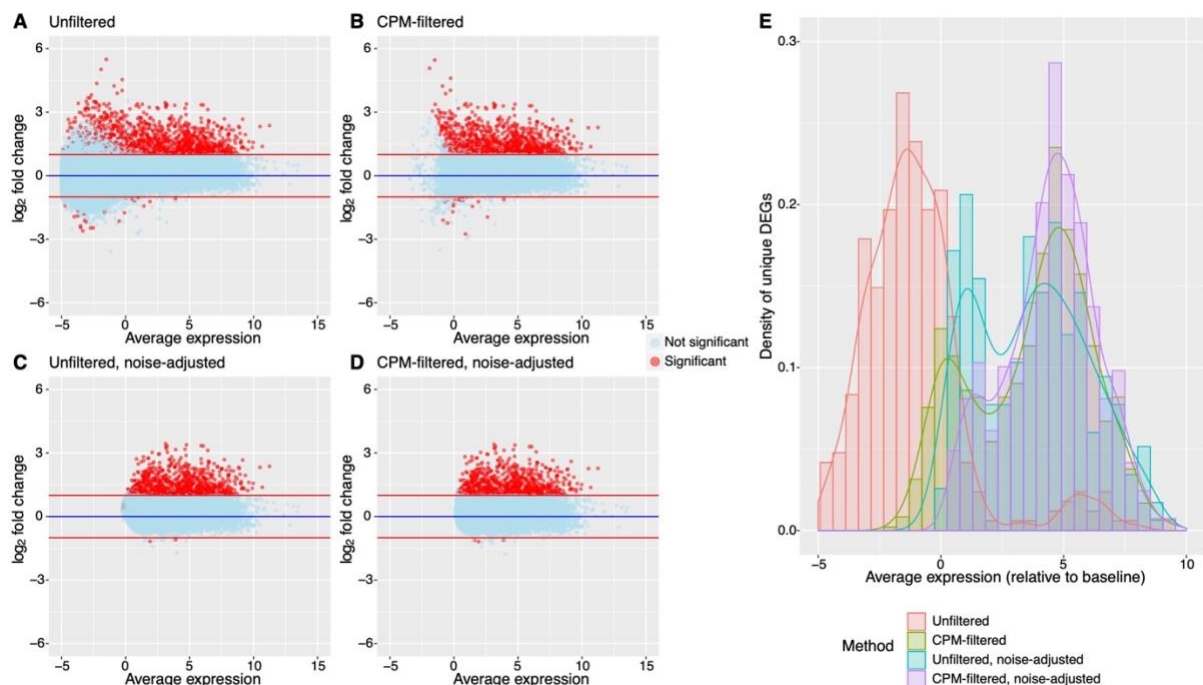 A Unfiltered
B CPM-filtered
E
6
3
0
−3
−6
log2 fold change
−5 0 5 10 15
Average expression
6
3
0
−3
−6
log2 fold change
−5 0 5 10 15
Average expression
Not significant
Significant
C Unfiltered, noise-adjusted
D CPM-filtered, noise-adjusted
6
3
0
−3
−6
log2 fold change
−5 0 5 10 15
Average expression
6
3
0
−3
−6
log2 fold change
−5 0 5 10 15
Average expression
0.3
0.2
0.1
0.0
Density of unique DEGs
−5 0 5 10
Average expression (relative to baseline)
Method
Unfiltered
CPM-filtered
Unfiltered, noise-adjusted
CPM-filtered, noise-adjusted